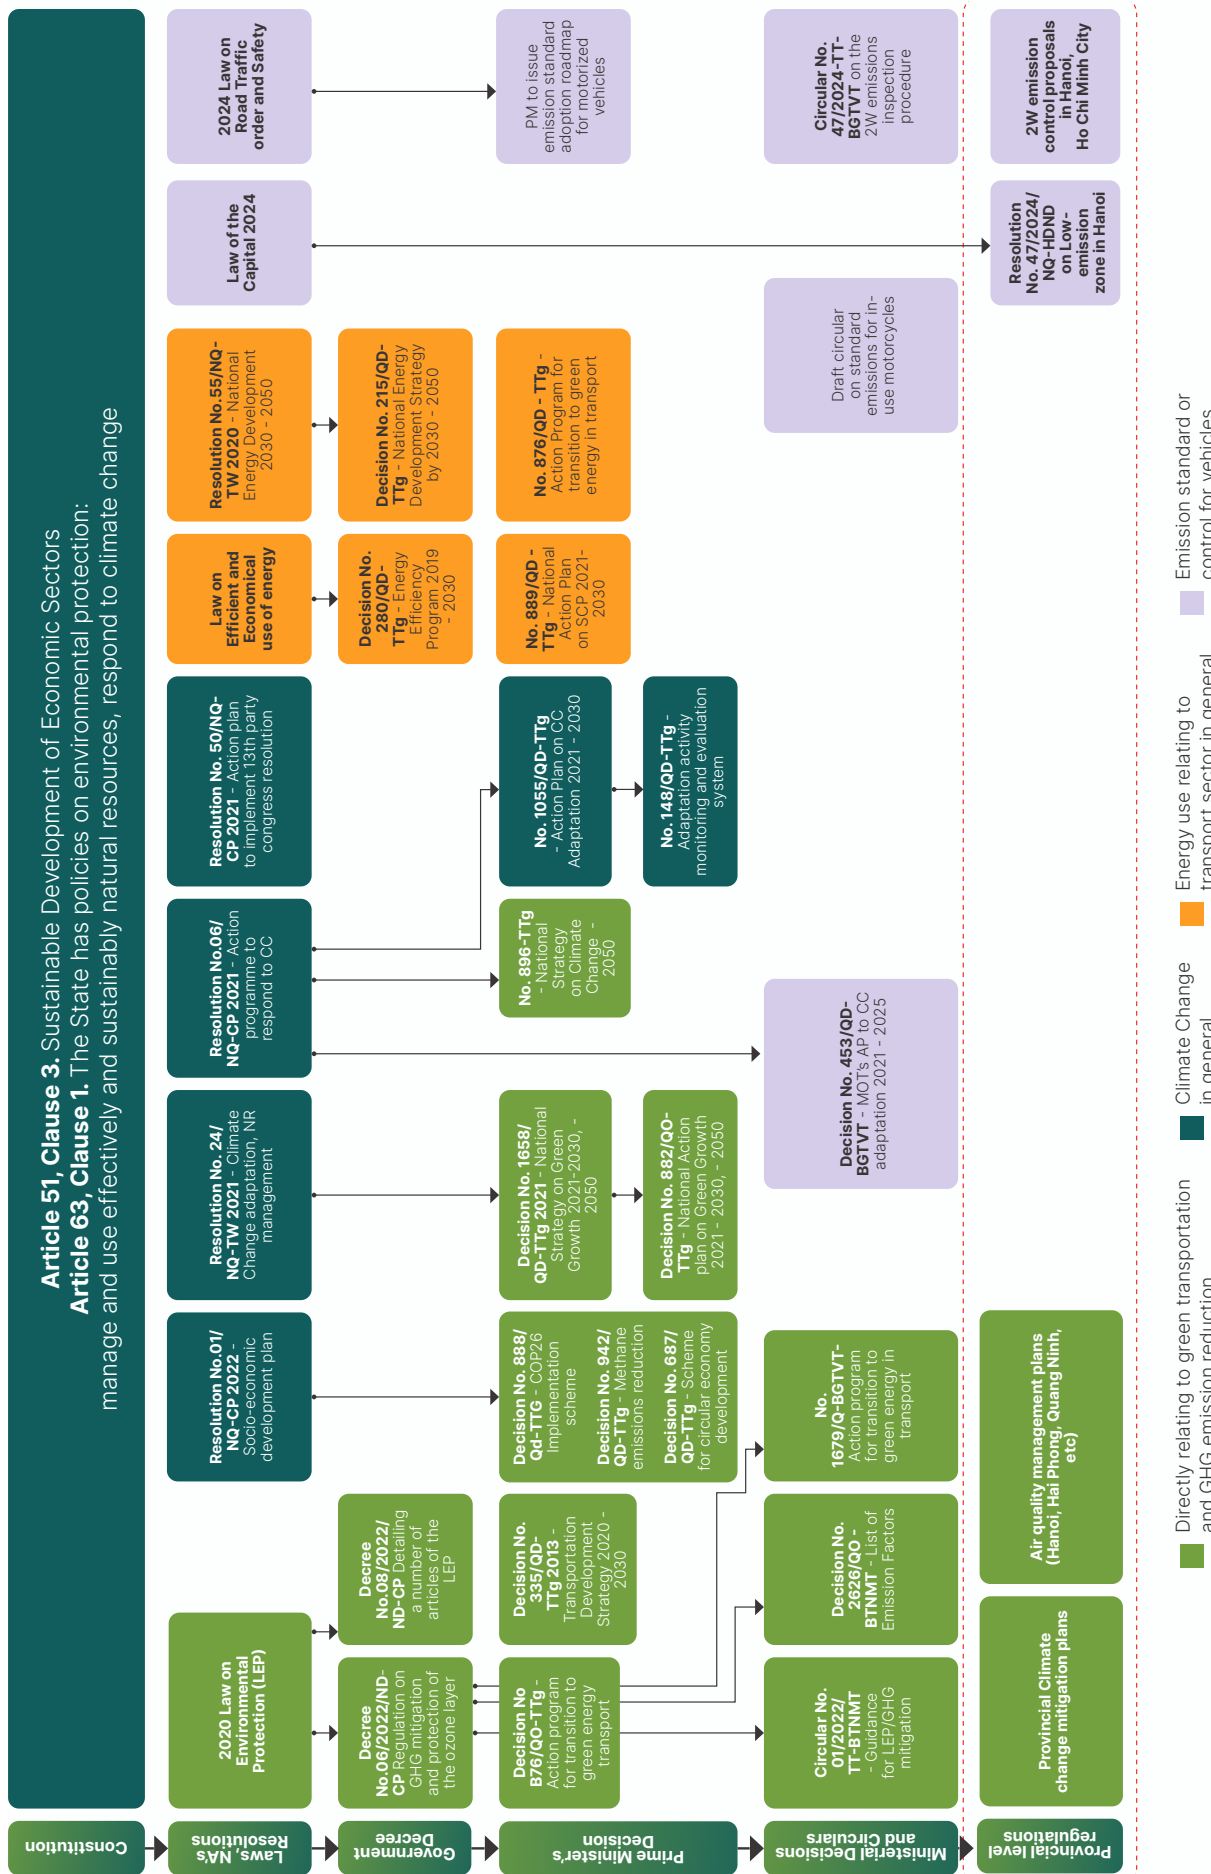 Constitution
Article 51, Clause 3. Sustainable Development of Economic Sectors
Article 63, Clause 1. The State has policies on environmental protection:
manage and use effectively and sustainably natural resources, respond to climate change
Laws, NA's
Resolutions
2020 Law on
Environmental
Protection (LEP)
Resolution No.01/
NQ-CP 2022 -
Socio-economic
development plan
Resolution No. 24/
NQ-TW 2021 - Climate
Change adaptation, NR
management
Resolution No.06/
NQ-CP 2021 - Action
programme to
respond to CC
Resolution No. 50/NQ-
CP 2021 - Action plan
to implement 13th party
congress resolution
Law on
Efficient and
Economical
use of energy
Resolution No.55/NQ-
TW 2020 - National
Energy Development
2030 - 2050
Law of the
Capital 2024
2024 Law on
Road Traffic
order and Safety
Government
Decree
Decree
No.06/2022/ND-
CP Regulation on
GHG mitigation
and protection of
the ozone layer
Decree
No.08/2022/
ND-CP Detailing
a number of
articles of the
LEP
Decision No.
280/QD-
TTg - Energy
Efficiency
Program 2019
- 2030
Decision No. 215/QD-
TTg - National Energy
Development Strategy
by 2030 - 2050
Prime Minister's
Decision
Decision No
B76/QO-TTg -
Action program
for transition to
green energy
transport
Decision No.
335/QD-
TTg 2013 -
Transportation
Development
Strategy 2020 -
2030
Decision No. 888/
Qd-TTG - COP26
Implementation
scheme
Decision No. 942/
QD-TTg - Methane
emissions reduction
Decision No. 687/
QD-TTg - Scheme
for circular economy
development
Decision No. 1658/
QD-TTg 2021 - National
Strategy on Green
Growth 2021-2030, -
2050
Decision No. 882/QO-
TTg - National Action
plan on Green Growth
2021 - 2030, - 2050
No. 896-TTg
- National
Strategy
on Climate
Change -
2050
No. 1055/QD-TTg
- Action Plan on CC
Adaptation 2021 - 2030
No.148/QD-TTg -
Adaptation activity
monitoring and evaluation
system
No. 889/QD -
TTg - National
Action Plan
on SCP 2021-
2030
No. 876/QD - TTg -
Action Program for
transition to green
energy in transport
PM to issue
emission standard
adoption roadmap
for motorized
vehicles
Ministerial Decisions
and Circulars
Circular No.
01/2022/
TT-BTNMT
- Guidance
for LEP/GHG
mitigation
Decision No.
2626/QO -
BTNMT - List of
Emission Factors
No.
1679/Q-BGTVT-
Action program
for transition to
green energy in
transport
Decision No. 453/QD-
BGTVT - MOT's AP to CC
adaptation 2021 - 2025
Draft circular
on standard
emissions for in-
use motorcycles
Circular No.
47/2024-TT-
BGTVT on the
2W emissions
inspection
procedure
Provincial level
regulations
Provincial Climate
change mitigation plans
Air quality management plans
(Hanoi, Hai Phong, Quang Ninh,
etc)
Resolution
No. 47/2024/
NQ-HDND
on Low-
emission
zone in Hanoi
2W emission
control proposals
in Hanoi,
Ho Chi Minh City
Directly relating to green transportation
and GHG emission reduction
Climate Change
in general
Energy use relating to
transport sector in general
Emission standard or
control for vehicles